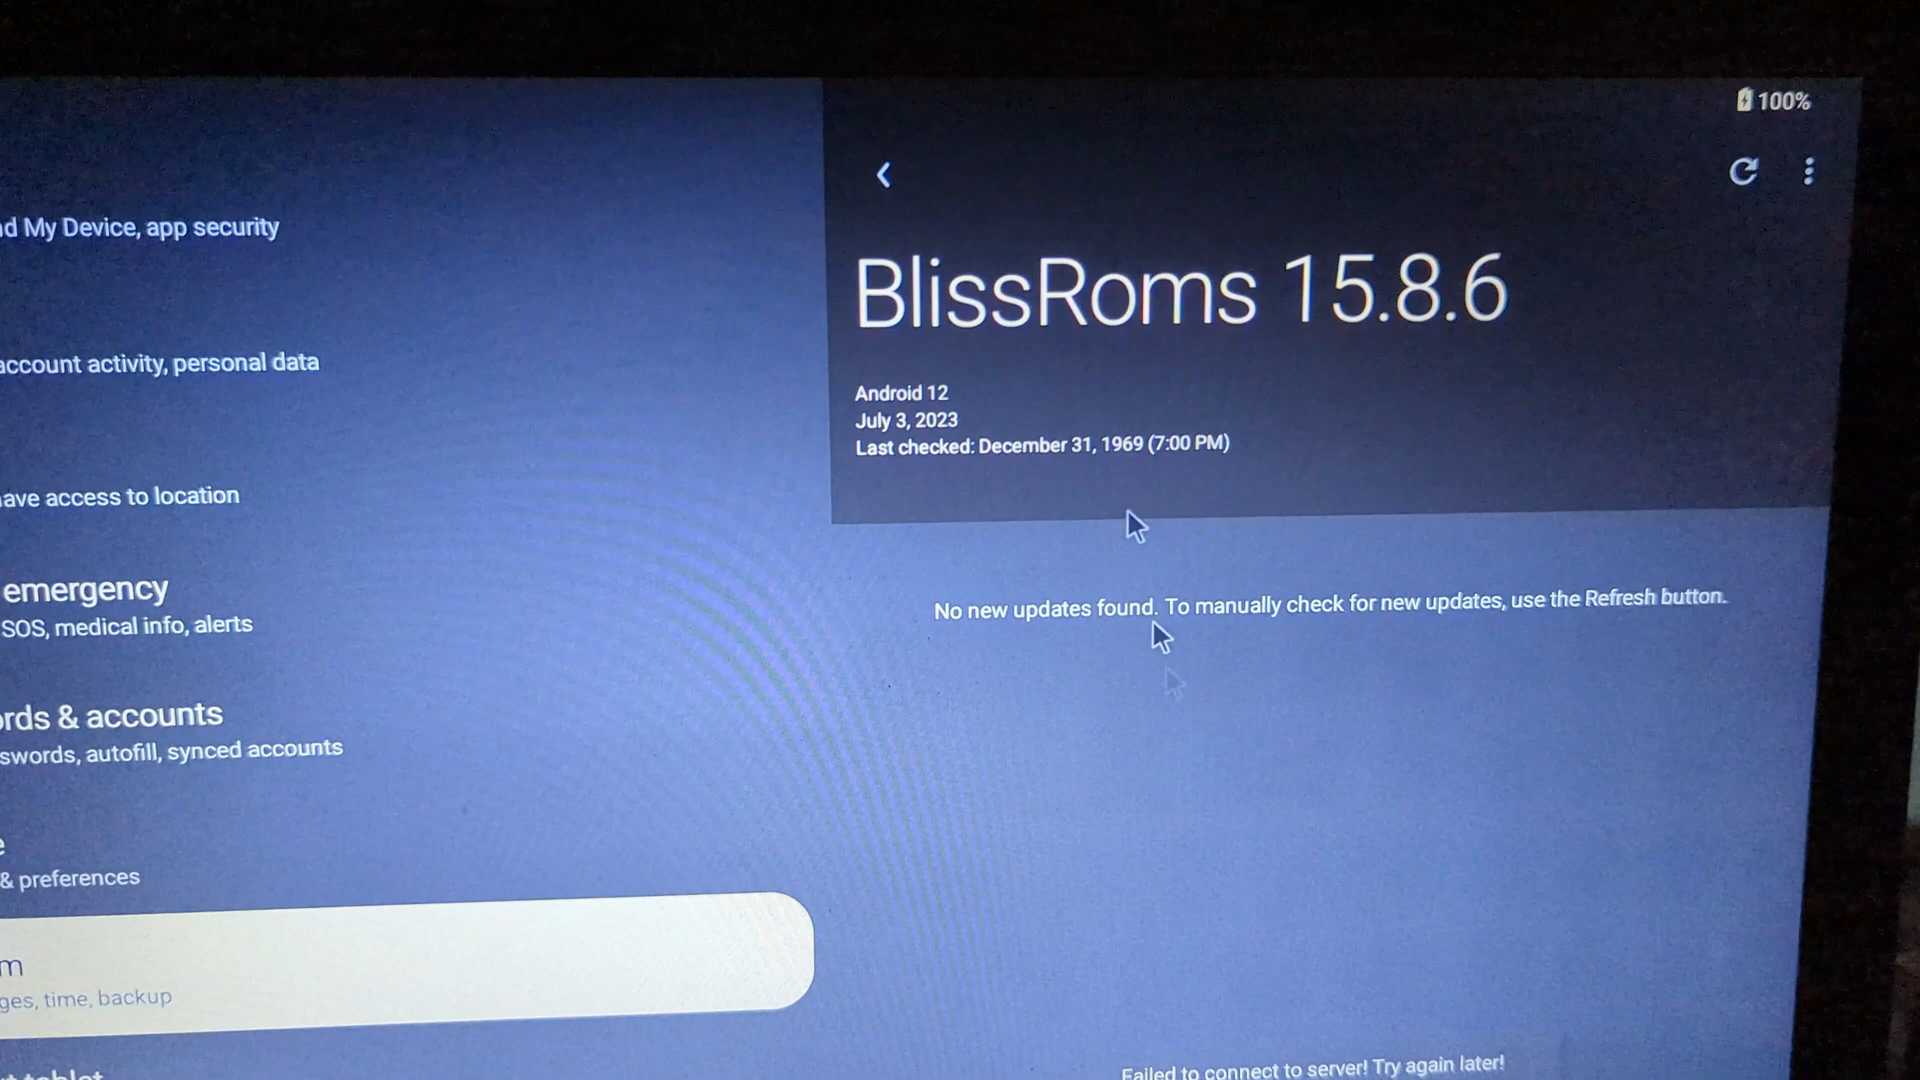 100%
d My Device, app security
BlissRoms 15.8.6
account activity, personal data
Android 12
July 3, 2023
Last checked: December 31, 1969 (7:00 PM)
ave access to location
emergency
SOS, medical info, alerts
No new updates found. To manually check for new updates, use the Refresh button.
rds & accounts
swords, autofill, synced accounts
e
& preferences
m
ges, time, backup
tablet
Failed to connect to server! Try again later!